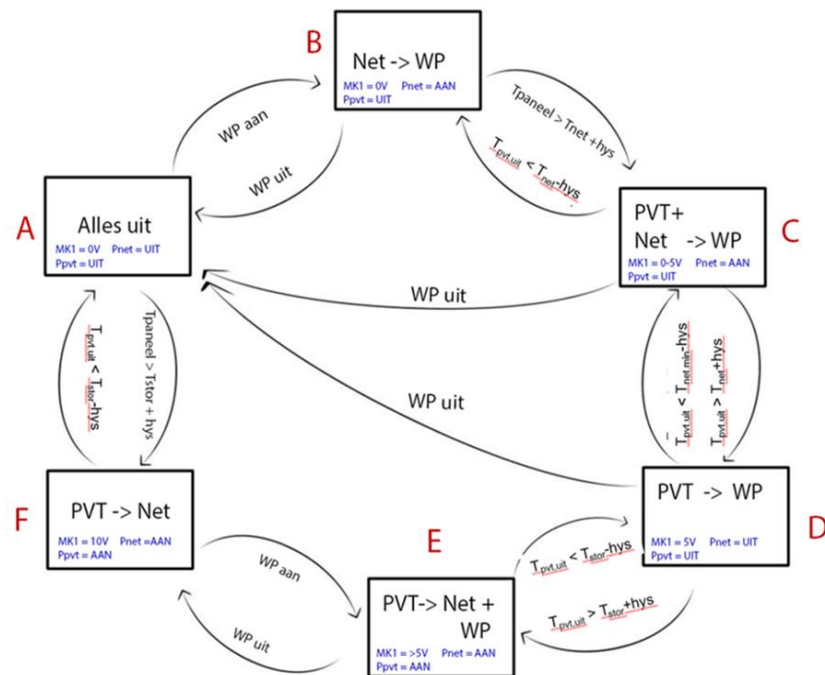 B
Net -> WP
MK1 = 0V Pnet = AAN
Ppvt = UIT
WP aan
WP uit
Tpaneel > Tnet +hys
Tpvt.uit < Tnet-hys
A
Alles uit
MK1 = 0V Pnet = UIT
Ppvt = UIT
PVT+
Net -> WP
MK1 = 0-5V Pnet = AAN
Ppvt = UIT
C
WP uit
WP uit
Tpvt.uit < Tstor-hys
Tpaneel > Tstor + hys
Tpvt.uit < Tnet.min-hys
Tpvt.uit > Tnet+hys
F
PVT -> Net
MK1 = 10V Pnet =AAN
Ppvt = AAN
PVT -> WP
MK1 = 5V Pnet = UIT
Ppvt = UIT
D
WP aan
WP uit
E
PVT-> Net +
WP
MK1 = >5V Pnet = AAN
Ppvt = AAN
Tpvt.uit < Tstor-hys
Tpvt.uit > Tstor+hys